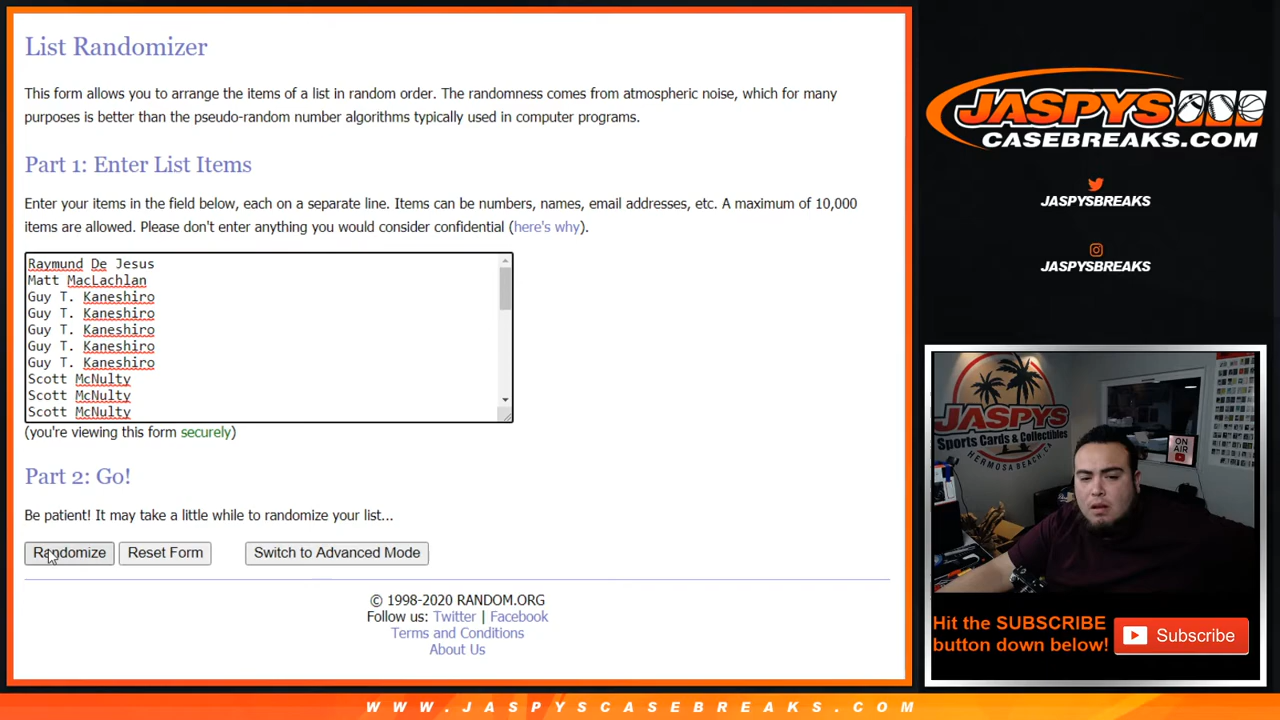 List Randomizer
This form allows you to arrange the items of a list in random order. The randomness comes from atmospheric noise, which for many
purposes is better than the pseudo-random number algorithms typically used in computer programs.
Part 1: Enter List Items
Enter your items in the field below, each on a separate line. Items can be numbers, names, email addresses, etc. A maximum of 10,000
items are allowed. Please don't enter anything you would consider confidential (here's why).
Raymund De Jesus
Matt MacLachlan
Guy T. Kaneshiro
Guy T. Kaneshiro
Guy T. Kaneshiro
Guy T. Kaneshiro
Guy T. Kaneshiro
Scott McNulty
Scott McNulty
Scott McNulty
(you're viewing this form securely)
Part 2: Go!
Be patient! It may take a little while to randomize your list...
Randomize Reset Form Switch to Advanced Mode
© 1998-2020 RANDOM.ORG
Follow us: Twitter | Facebook
Terms and Conditions
About Us
JASPYS
CASEBREAKS.COM
JASPYSBREAKS
JASPYSBREAKS
JASPYS
Sports Cards & Collectibles
HERMOSA BEACH, CA
ON
AIR
Hit the SUBSCRIBE
button down below!
Subscribe
WWW.JASPYSCASEBREAKS.COM